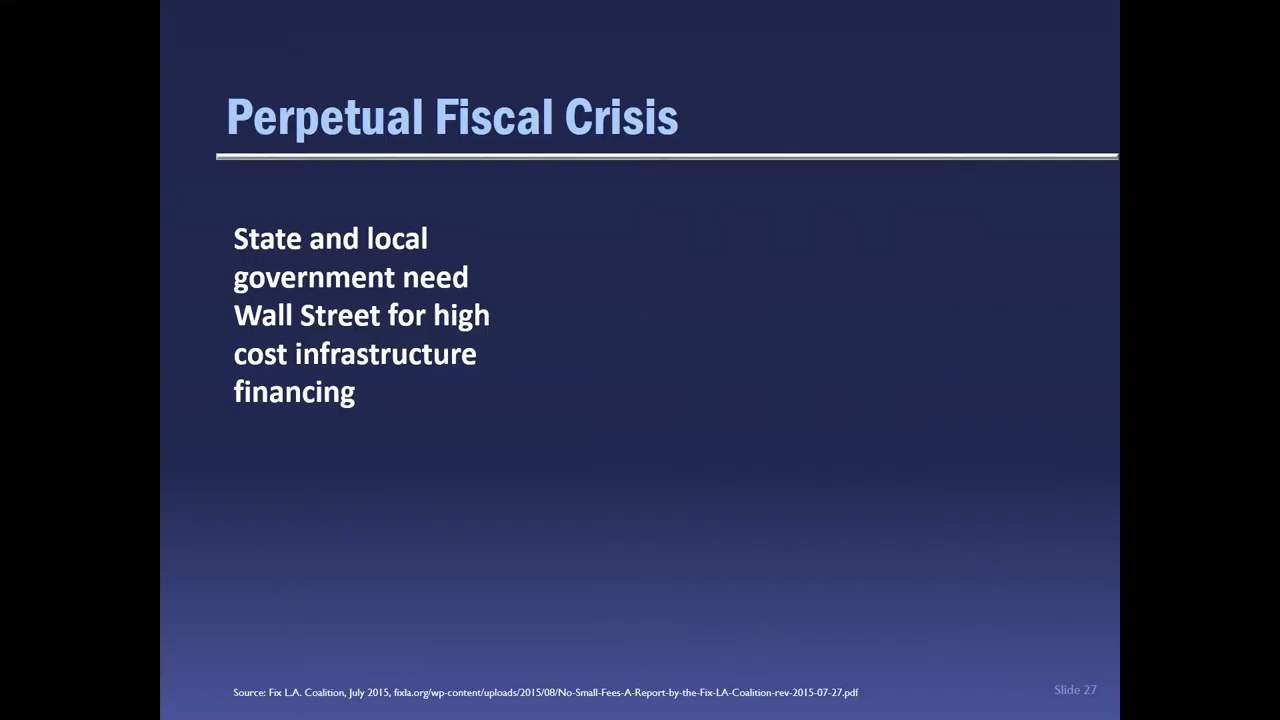 Perpetual Fiscal Crisis
State and local
government need
Wall Street for high
cost infrastructure
financing
Source: Fix L.A. Coalition, July 2015, fixla.org/wp-content/uploads/2015/08/No-Small-Fees-A-Report-by-the-Fix-LA-Coalition-rev-2015-07-27.pdf
Slide 27